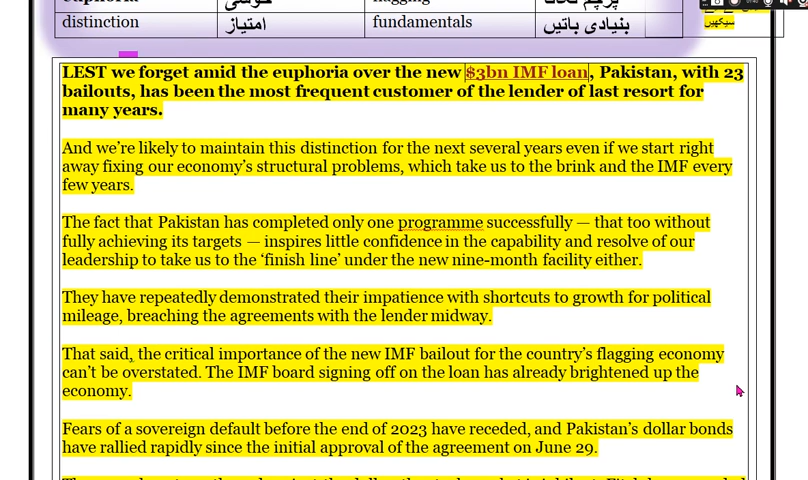 distinction امتیاز fundamentals بنیادی باتیں سیکھیں
LEST we forget amid the euphoria over the new $3bn IMF loan, Pakistan, with 23
bailouts, has been the most frequent customer of the lender of last resort for
many years.
And we’re likely to maintain this distinction for the next several years even if we start right
away fixing our economy’s structural problems, which take us to the brink and the IMF every
few years.
The fact that Pakistan has completed only one programme successfully — that too without
fully achieving its targets — inspires little confidence in the capability and resolve of our
leadership to take us to the ‘finish line’ under the new nine-month facility either.
They have repeatedly demonstrated their impatience with shortcuts to growth for political
mileage, breaching the agreements with the lender midway.
That said, the critical importance of the new IMF bailout for the country’s flagging economy
can’t be overstated. The IMF board signing off on the loan has already brightened up the
economy.
Fears of a sovereign default before the end of 2023 have receded, and Pakistan’s dollar bonds
have rallied rapidly since the initial approval of the agreement on June 29.